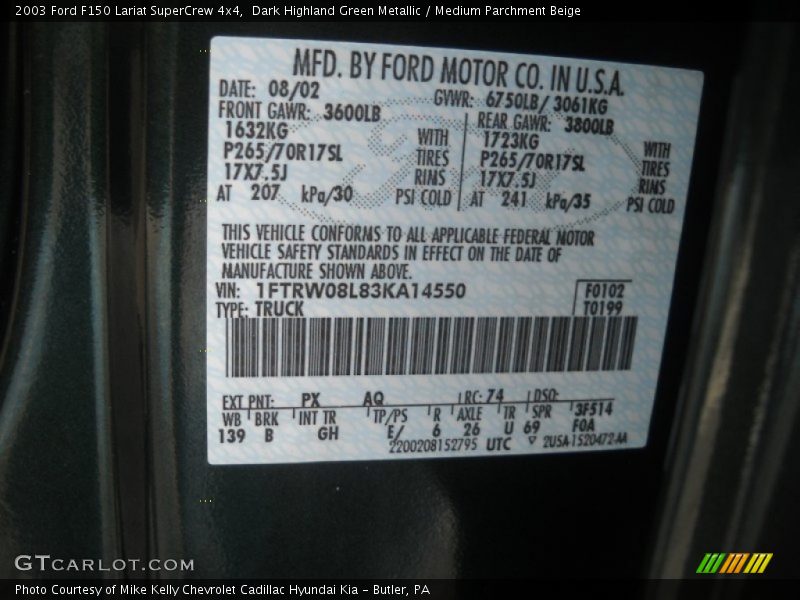 2003 Ford F150 Lariat SuperCrew 4x4,  Dark Highland Green Metallic / Medium Parchment Beige
MFD. BY FORD MOTOR CO. IN U.S.A.
DATE: 08/02 GVWR: 6750LB/ 3061KG
FRONT GAWR: 3600LB REAR GAWR: 3800LB
1632KG WITH 1723KG WITH
P265/70R17SL TIRES P265/70R17SL TIRES
17X7.5J RIMS 17X7.5J RIMS
AT 207 kPa/30 PSI COLD AT 241 kPa/35 PSI COLD
THIS VEHICLE CONFORMS TO ALL APPLICABLE FEDERAL MOTOR
VEHICLE SAFETY STANDARDS IN EFFECT ON THE DATE OF
MANUFACTURE SHOWN ABOVE.
VIN: 1FTRW08L83KA14550 F0102
TYPE: TRUCK T0199
EXT PNT: PX AQ RC: 74 DSO:
WB BRK INT TR TP/PS R AXLE TR SPR 3F514
139 B GH E/ 6 26 U 69 F0A
2200208152795 UTC ▽ 2USA-1520472-AA
GTCARLOT.COM
Photo Courtesy of Mike Kelly Chevrolet Cadillac Hyundai Kia - Butler, PA